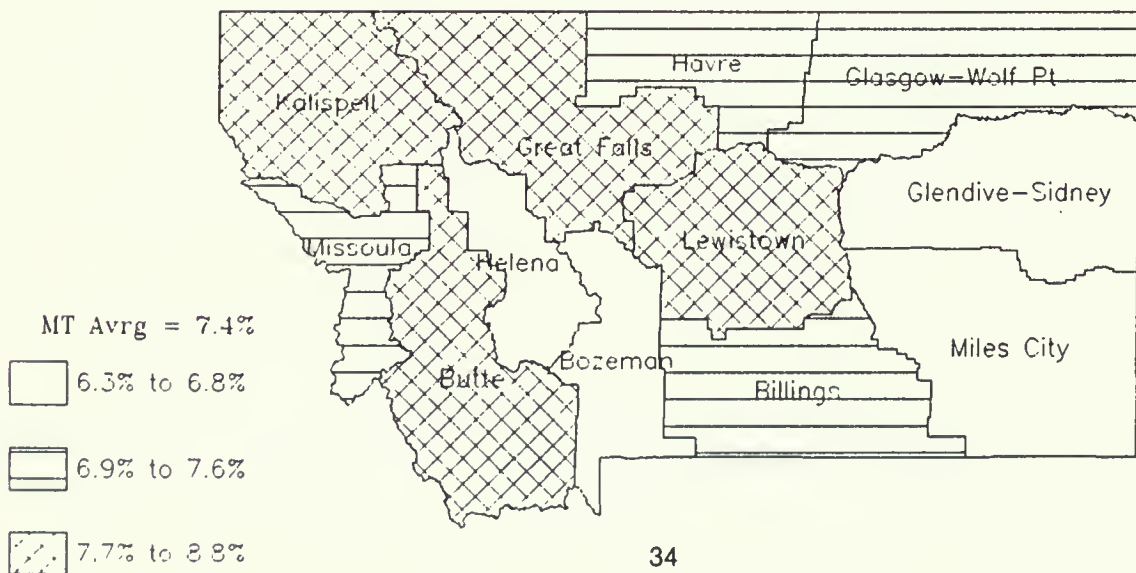 Havre
Glasgow-Wolf Pt
Kalispell
Great Falls
Glendive-Sidney
Missoula
Helena
Lewistown
MT Avrg = 7.4%
Bozeman
Miles City
6.3% to 6.8%
Butte
Billings
6.9% to 7.6%
7.7% to 8.8%
34